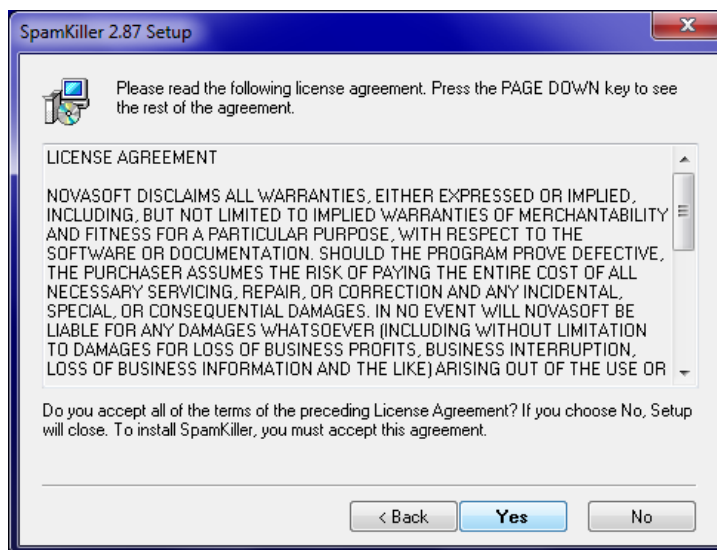 SpamKiller 2.87 Setup
Please read the following license agreement. Press the PAGE DOWN key to see
the rest of the agreement.
LICENSE AGREEMENT
NOVASOFT DISCLAIMS ALL WARRANTIES, EITHER EXPRESSED OR IMPLIED,
INCLUDING, BUT NOT LIMITED TO IMPLIED WARRANTIES OF MERCHANTABILITY
AND FITNESS FOR A PARTICULAR PURPOSE, WITH RESPECT TO THE
SOFTWARE OR DOCUMENTATION. SHOULD THE PROGRAM PROVE DEFECTIVE,
THE PURCHASER ASSUMES THE RISK OF PAYING THE ENTIRE COST OF ALL
NECESSARY SERVICING, REPAIR, OR CORRECTION AND ANY INCIDENTAL,
SPECIAL, OR CONSEQUENTIAL DAMAGES. IN NO EVENT WILL NOVASOFT BE
LIABLE FOR ANY DAMAGES WHATSOEVER (INCLUDING WITHOUT LIMITATION
TO DAMAGES FOR LOSS OF BUSINESS PROFITS, BUSINESS INTERRUPTION,
LOSS OF BUSINESS INFORMATION AND THE LIKE) ARISING OUT OF THE USE OR
Do you accept all of the terms of the preceding License Agreement? If you choose No, Setup
will close. To install SpamKiller, you must accept this agreement.
< Back
Yes
No